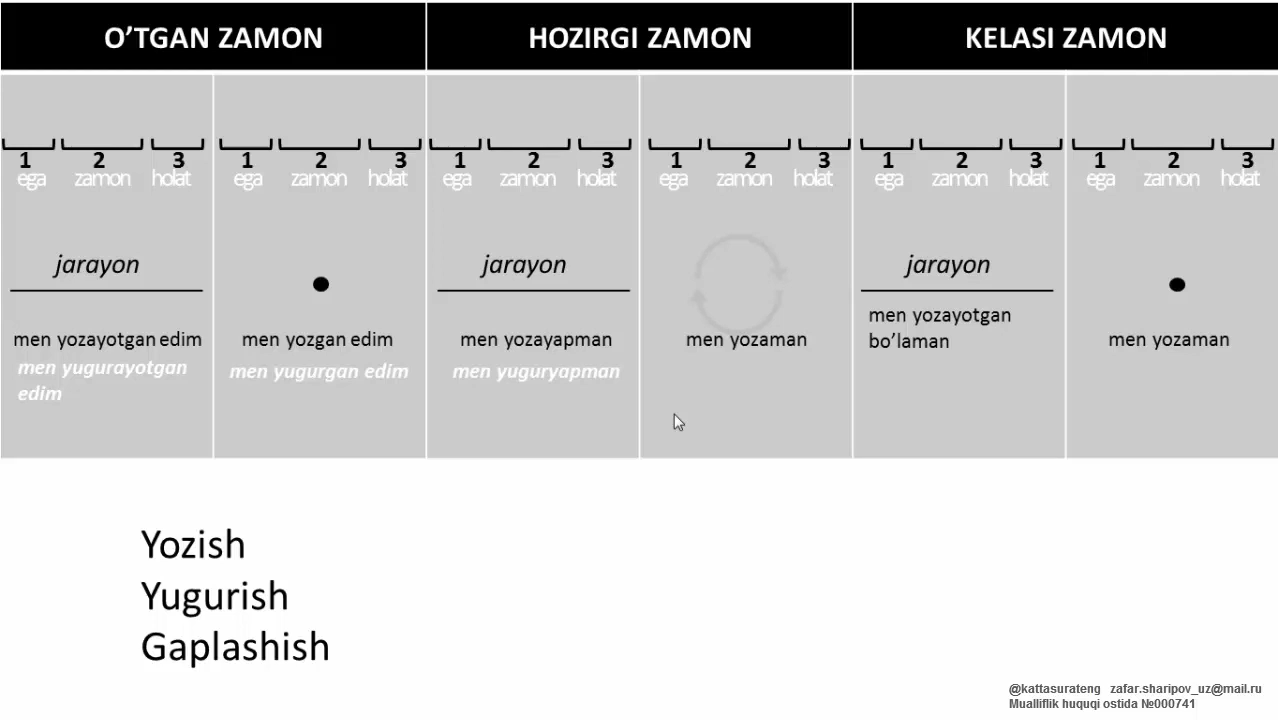 O’TGAN ZAMON
HOZIRGI ZAMON
KELASI ZAMON
1 2 3 1 2 3 1 2 3 1 2 3 1 2 3 1 2 3
ega zamon holat ega zamon holat ega zamon holat ega zamon holat ega zamon holat ega zamon holat
jarayon
men yozayotgan edim
men yugurayotgan
edim
men yozgan edim
men yugurgan edim
jarayon
men yozayapman
men yuguryapman
men yozaman
jarayon
men yozayotgan
bo’laman
men yozaman
Yozish
Yugurish
Gaplashish
@kattasurateng zafar.sharipov_uz@mail.ru
Mualliflik huquqi ostida №000741